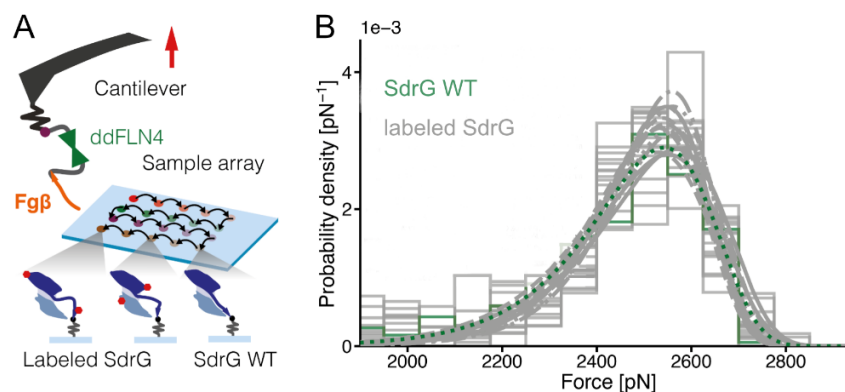 A
Cantilever
ddFLN4
Sample array
Fgβ
Labeled SdrG
SdrG WT
B
1e−3
SdrG WT
labeled SdrG
Probability density [pN⁻¹]
4
2
0
2000
2200
2400
2600
2800
Force [pN]